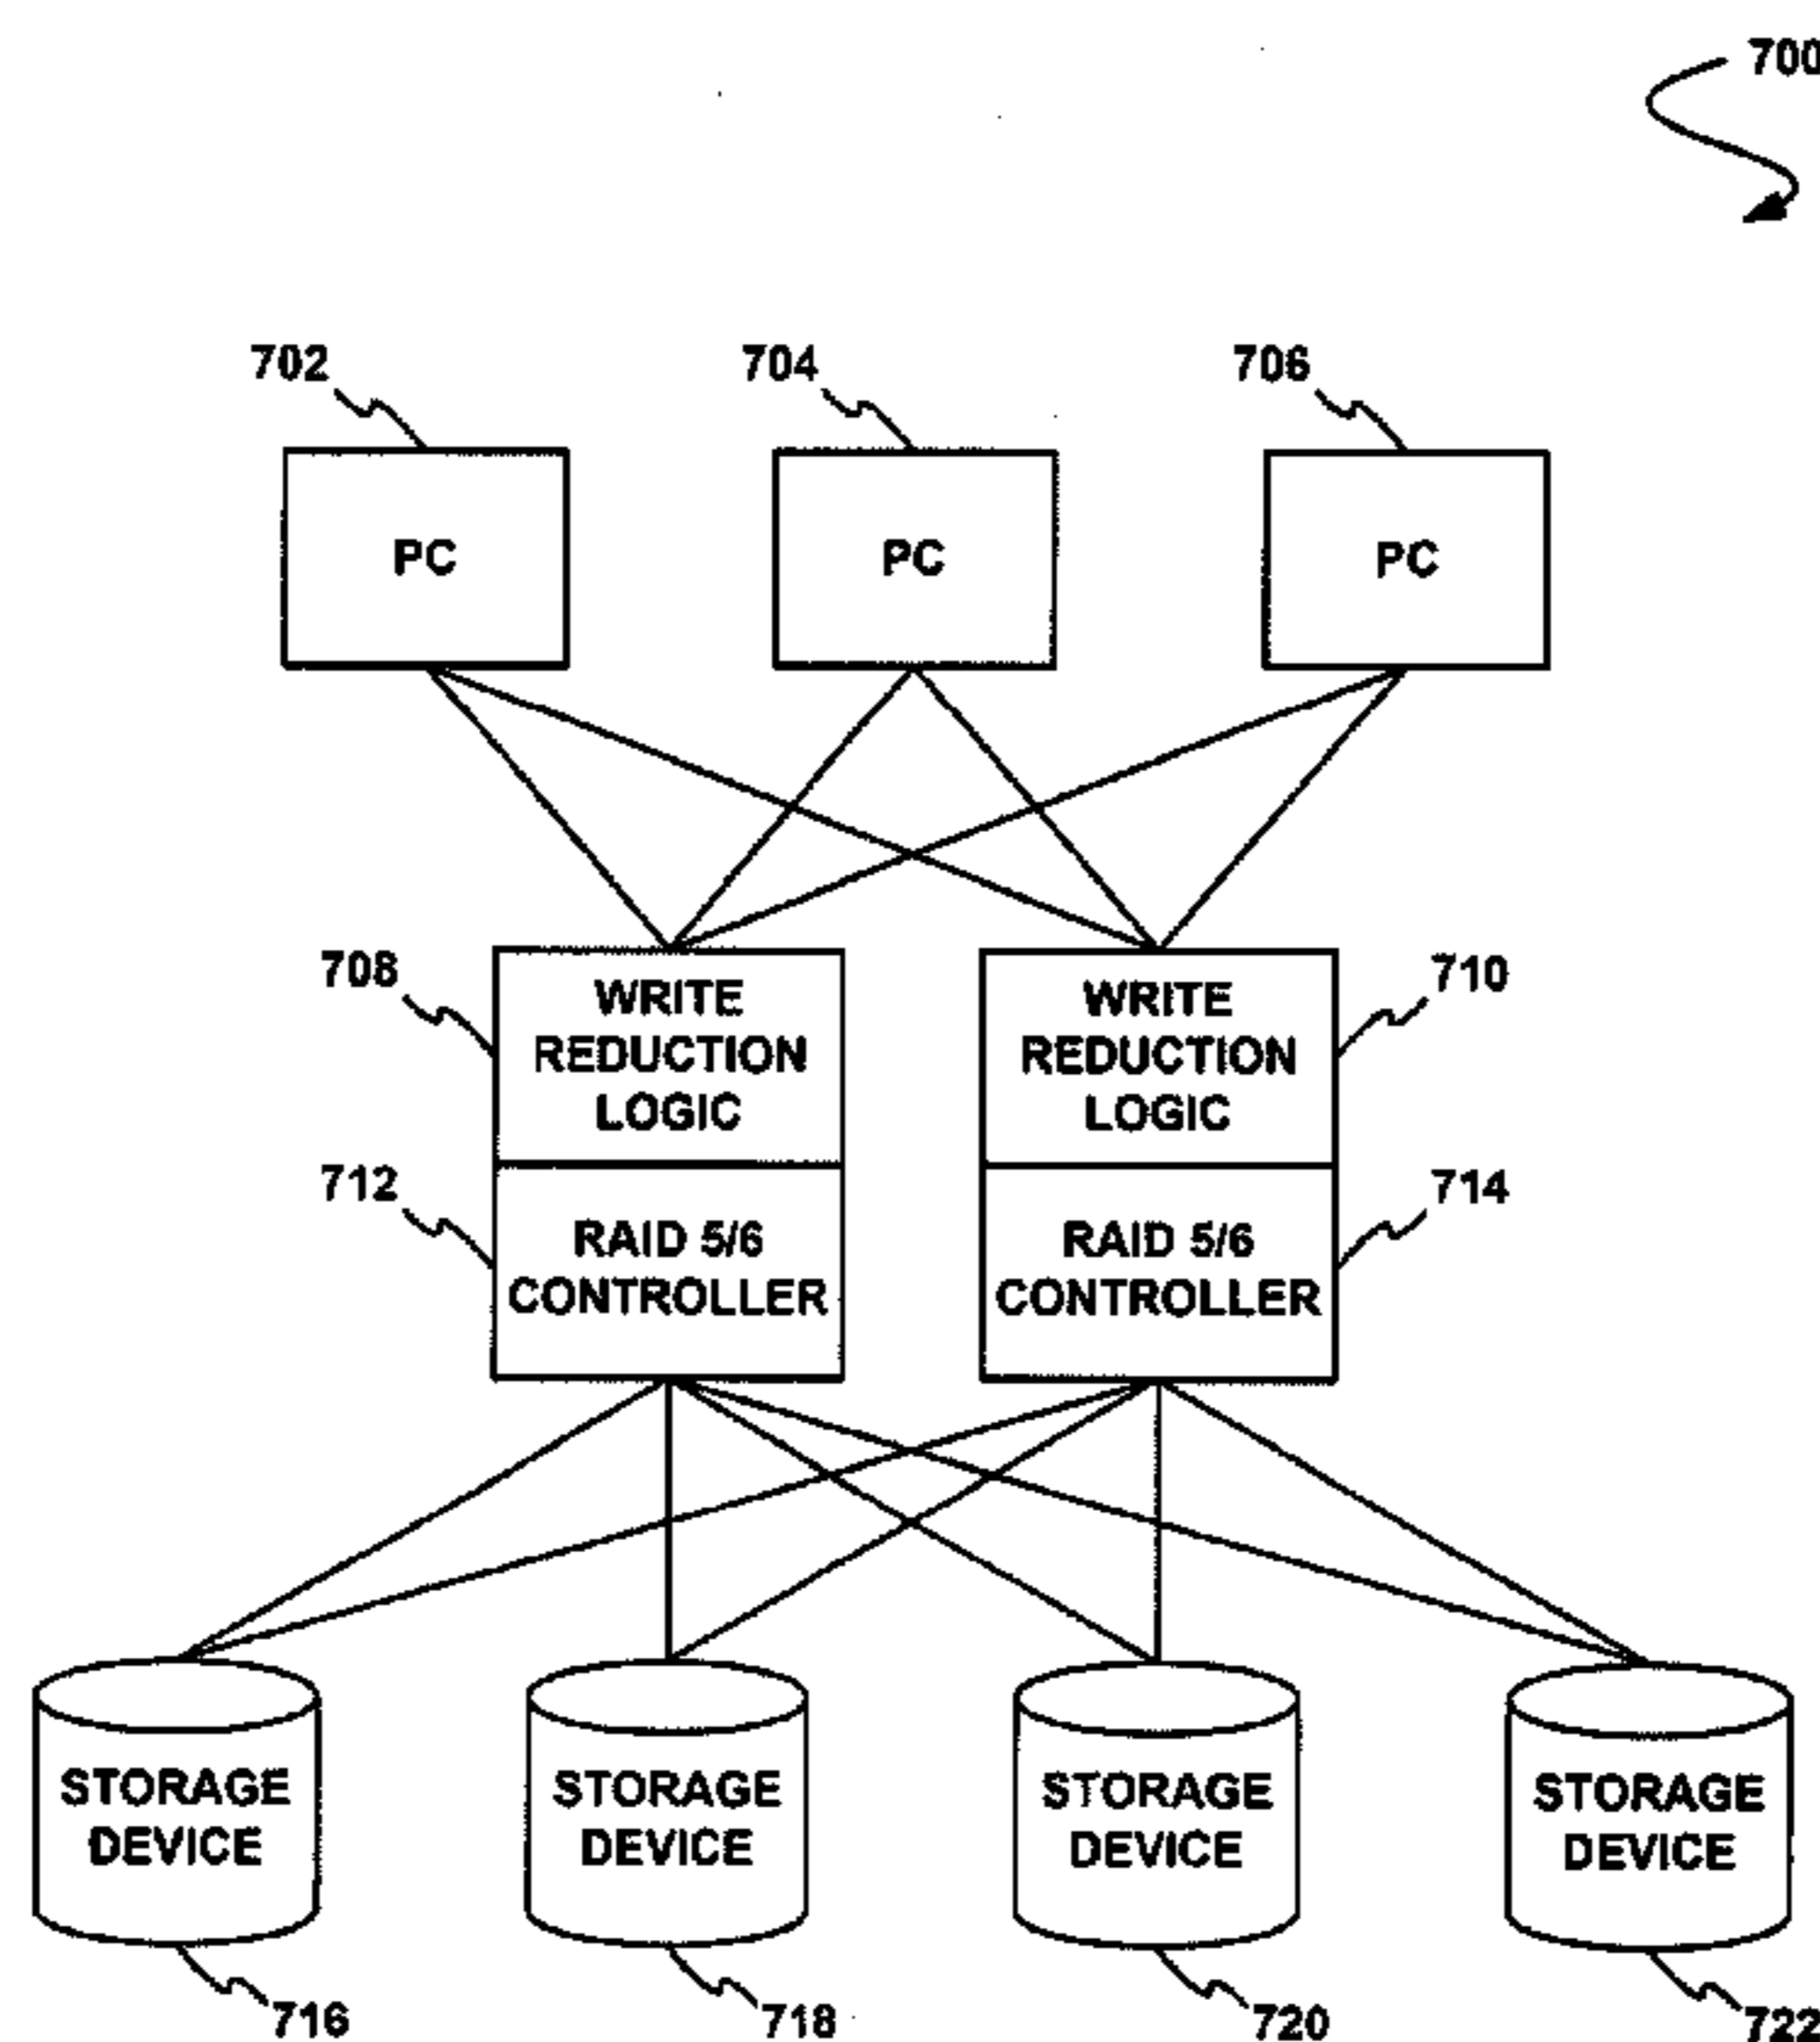 700
702
704
706
PC
PC
PC
708
WRITE
REDUCTION
LOGIC
WRITE
REDUCTION
LOGIC
710
712
RAID 5/6
CONTROLLER
RAID 5/6
CONTROLLER
714
STORAGE
DEVICE
STORAGE
DEVICE
STORAGE
DEVICE
STORAGE
DEVICE
716
718
720
722